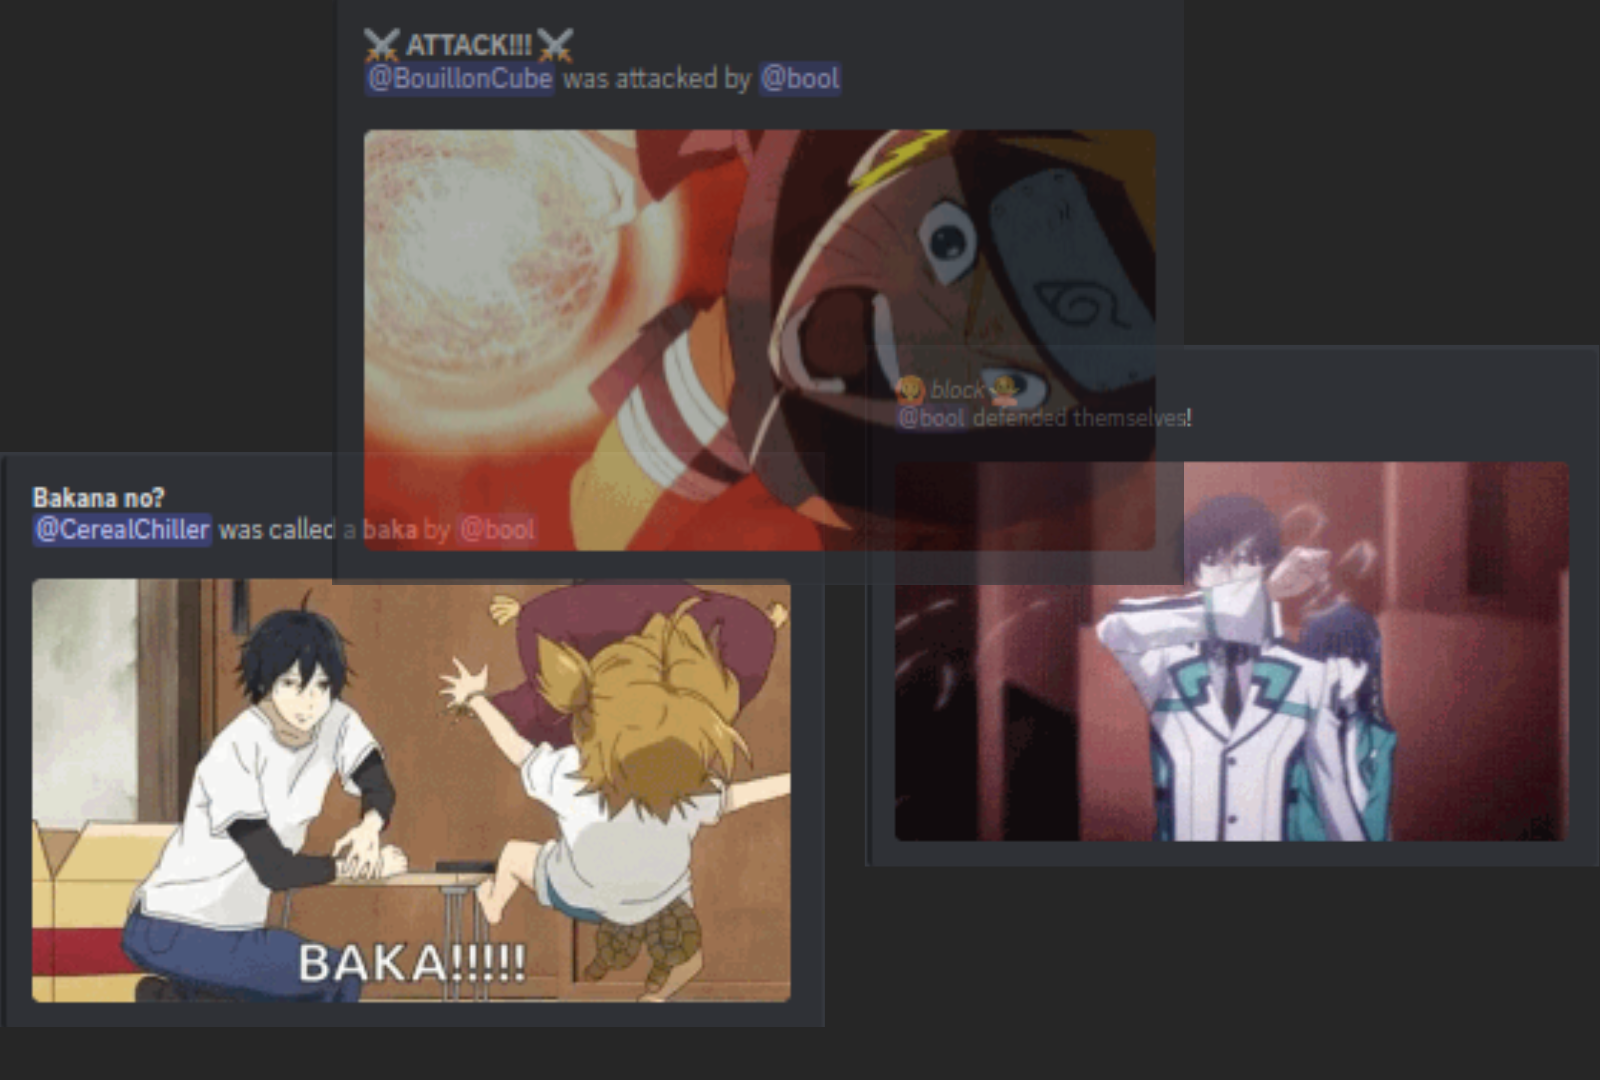 ⚔️ ATTACK!!! ⚔️
@BouillonCube was attacked by @bool
block
@bool defended themselves!
Bakana no?
@CerealChiller was called a baka by @bool
BAKA!!!!!